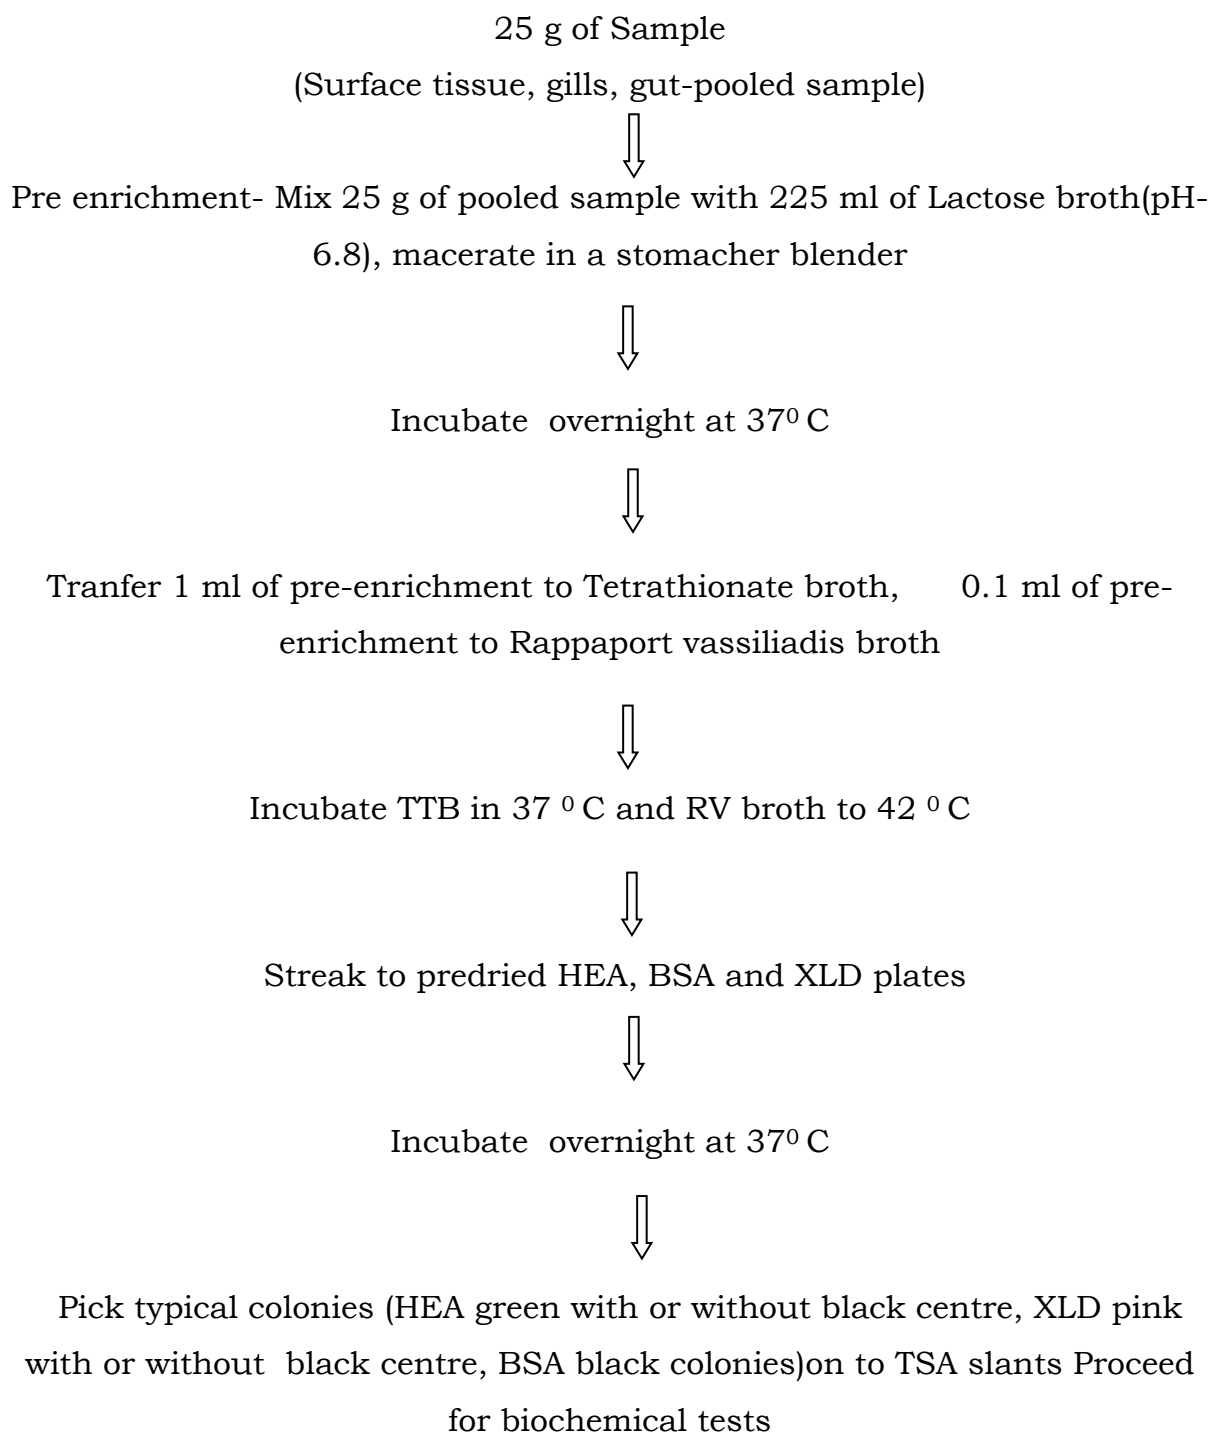 25 g of Sample
(Surface tissue, gills, gut-pooled sample)
Pre enrichment- Mix 25 g of pooled sample with 225 ml of Lactose broth(pH-
6.8), macerate in a stomacher blender
Incubate overnight at 37⁰ C
Tranfer 1 ml of pre-enrichment to Tetrathionate broth, 0.1 ml of pre-
enrichment to Rappaport vassiliadis broth
Incubate TTB in 37 ⁰ C and RV broth to 42 ⁰ C
Streak to predried HEA, BSA and XLD plates
Incubate overnight at 37⁰ C
Pick typical colonies (HEA green with or without black centre, XLD pink
with or without black centre, BSA black colonies)on to TSA slants Proceed
for biochemical tests